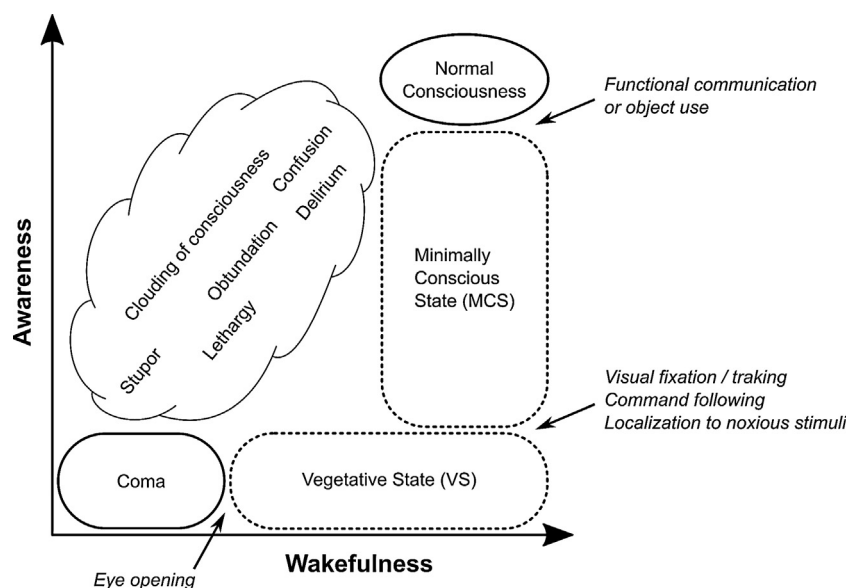 Normal
Consciousness
Functional communication
or object use
Clouding of consciousness
Confusion
Delirium
Obtundation
Lethargy
Stupor
Minimally
Conscious
State (MCS)
Awareness
Visual fixation / traking
Command following
Localization to noxious stimuli
Coma
Vegetative State (VS)
Wakefulness
Eye opening